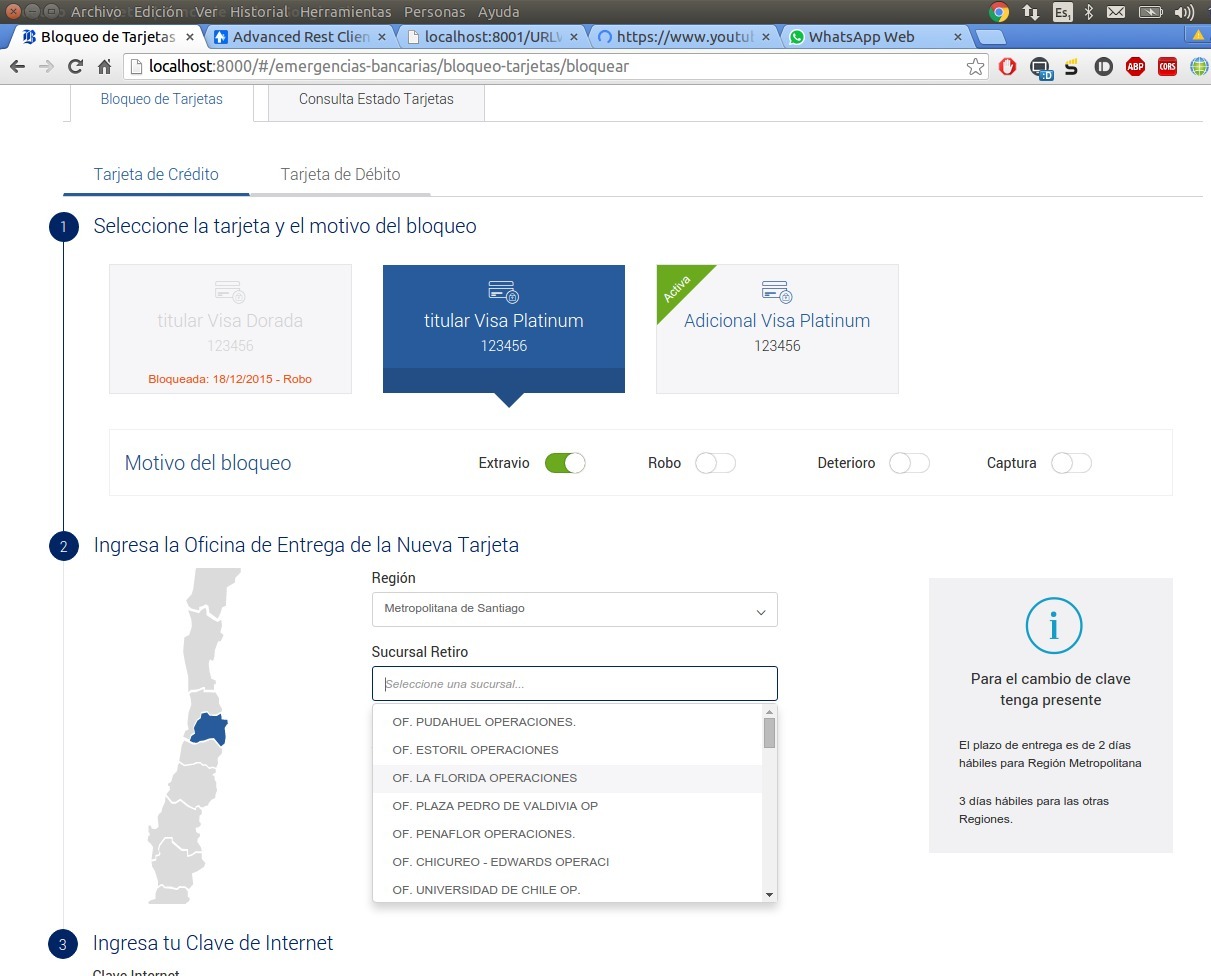 Archivo Edición Ver Historial Herramientas Personas Ayuda
Es1
Bloqueo de Tarjetas × Advanced Rest Clien × localhost:8001/URLV × https://www.youtul × WhatsApp Web ×
localhost:8000/#/emergencias-bancarias/bloqueo-tarjetas/bloquear
:D S ABP CORS
Bloqueo de Tarjetas Consulta Estado Tarjetas
Tarjeta de Crédito Tarjeta de Débito
1 Seleccione la tarjeta y el motivo del bloqueo
titular Visa Dorada
123456
Bloqueada: 18/12/2015 - Robo
titular Visa Platinum
123456
Activa
Adicional Visa Platinum
123456
Motivo del bloqueo Extravio Robo Deterioro Captura
2 Ingresa la Oficina de Entrega de la Nueva Tarjeta
Región
Metropolitana de Santiago
Sucursal Retiro
Seleccione una sucursal...
OF. PUDAHUEL OPERACIONES.
OF. ESTORIL OPERACIONES
OF. LA FLORIDA OPERACIONES
OF. PLAZA PEDRO DE VALDIVIA OP
OF. PENAFLOR OPERACIONES.
OF. CHICUREO - EDWARDS OPERACI
OF. UNIVERSIDAD DE CHILE OP.
i
Para el cambio de clave
tenga presente
El plazo de entrega es de 2 días
hábiles para Región Metropolitana
3 días hábiles para las otras
Regiones.
3 Ingresa tu Clave de Internet
Clave Internet